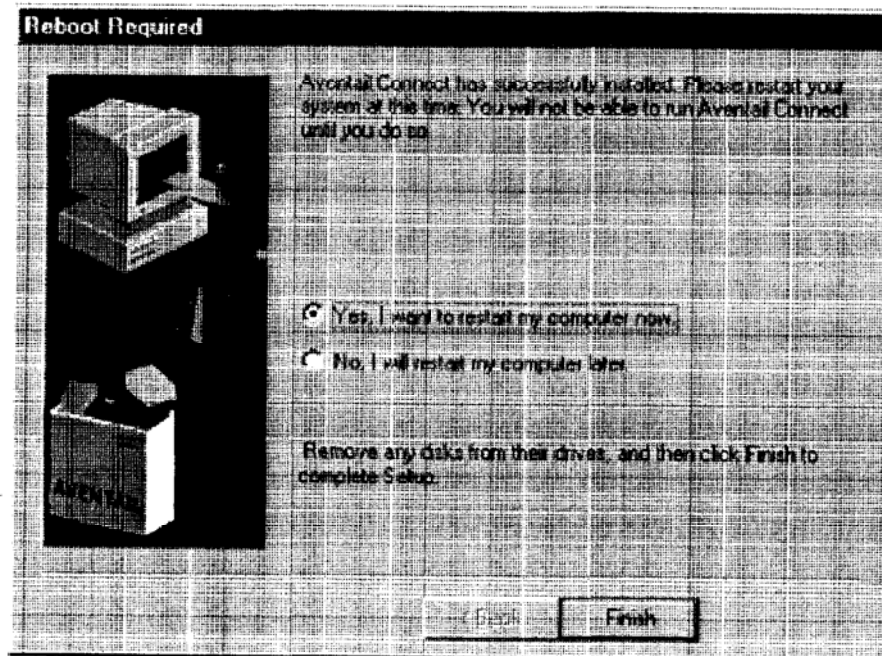 Reboot Required
Aventail Connect has successfully installed. Please restart your
system at this time. You will not be able to run Aventail Connect
until you do so.
Yes, I want to restart my computer now.
No, I will restart my computer later.
Remove any disks from their drives, and then click Finish to
complete Setup.
AVENTAIL
< Back
Finish